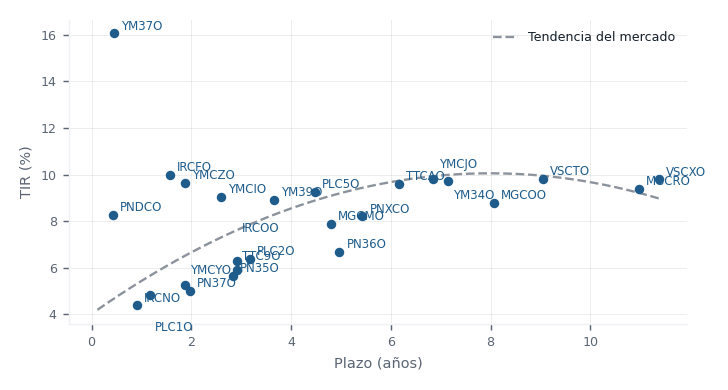 YM37O
Tendencia del mercado
IRCFO
YMCZO
YMCIO
YM39O
PLC5O
TTCAO
YMCJO
YM34O
MGCOO
VSCTO
VSCXO
MGCRO
PNDCO
IRCOO
MGCMO
PNXCO
PN36O
PLC2O
TTC9O
PN35O
YMCYO
PN37O
IRCNO
PLC1O
16
14
12
10
8
6
4
TIR (%)
0
2
4
6
8
10
Plazo (años)